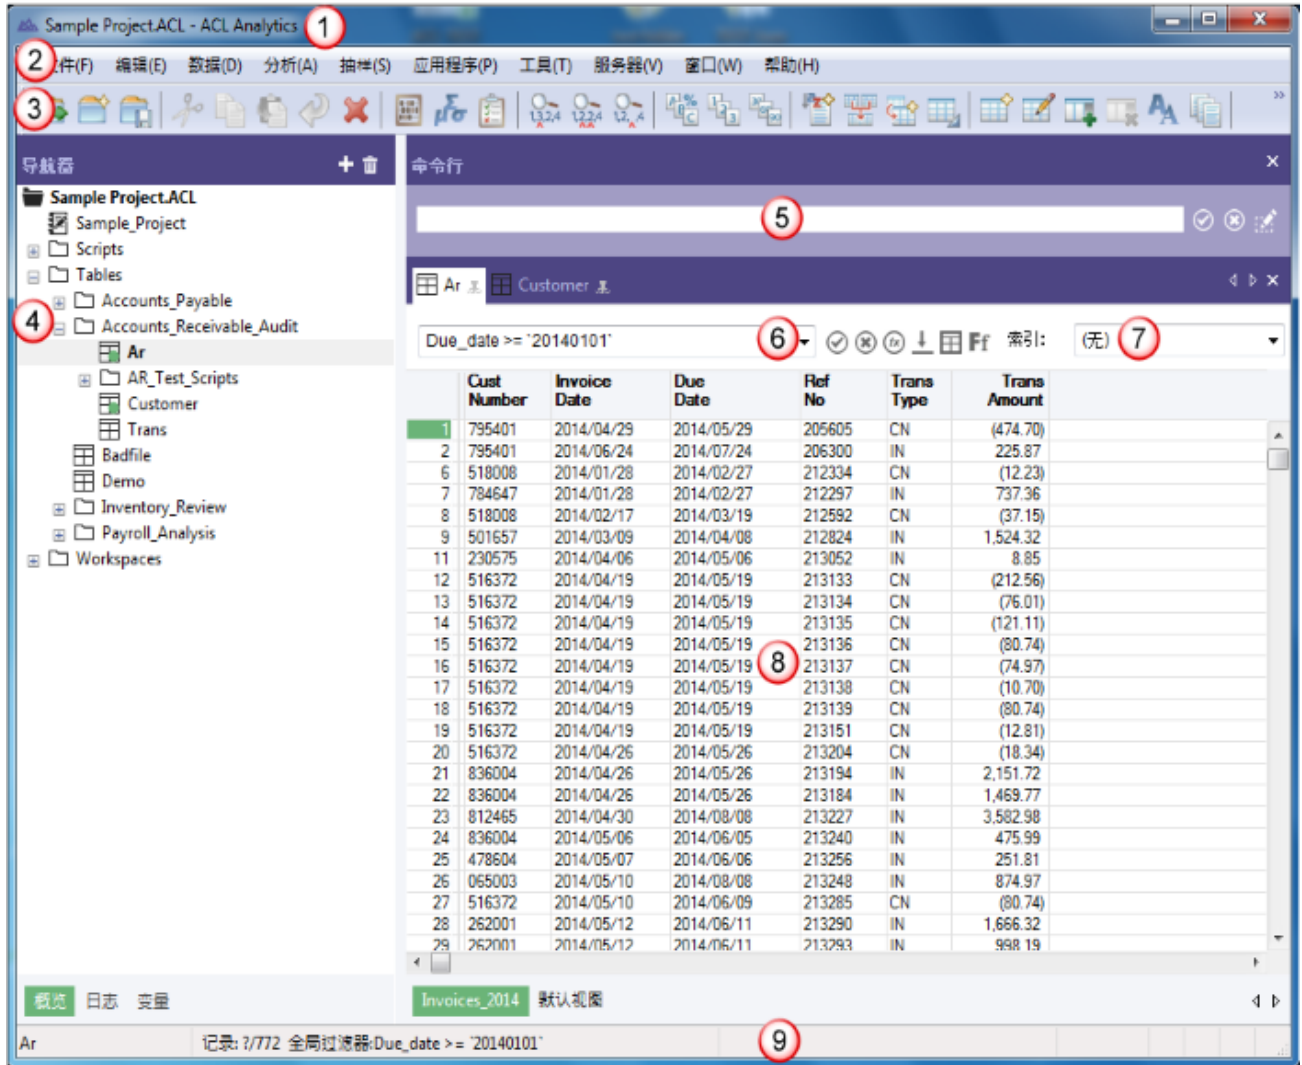 Sample Project.ACL - ACL Analytics 1
2 件(F) 编辑(E) 数据(D) 分析(A) 抽样(S) 应用程序(P) 工具(T) 服务器(V) 窗口(W) 帮助(H)
3
导航器
命令行
Sample Project.ACL
Sample_Project
Scripts
Tables
Accounts_Payable
4 Accounts_Receivable_Audit
Ar
AR_Test_Scripts
Customer
Trans
Badfile
Demo
Inventory_Review
Payroll_Analysis
Workspaces
5
Ar Customer
Due_date >= `20140101` 6 Ff 索引: (无) 7
Cust Number Invoice Date Due Date Ref No Trans Type Trans Amount
1 795401 2014/04/29 2014/05/29 205605 CN (474.70)
2 795401 2014/06/24 2014/07/24 206300 IN 225.87
6 518008 2014/01/28 2014/02/27 212334 CN (12.23)
7 784647 2014/01/28 2014/02/27 212297 IN 737.36
8 518008 2014/02/17 2014/03/19 212592 CN (37.15)
9 501657 2014/03/09 2014/04/08 212824 IN 1,524.32
11 230575 2014/04/06 2014/05/06 213052 IN 8.85
12 516372 2014/04/19 2014/05/19 213133 CN (212.56)
13 516372 2014/04/19 2014/05/19 213134 CN (76.01)
14 516372 2014/04/19 2014/05/19 213135 CN (121.11)
15 516372 2014/04/19 2014/05/19 213136 CN (80.74)
16 516372 2014/04/19 2014/05/19 8 213137 CN (74.97)
17 516372 2014/04/19 2014/05/19 213138 CN (10.70)
18 516372 2014/04/19 2014/05/19 213139 CN (80.74)
19 516372 2014/04/19 2014/05/19 213151 CN (12.81)
20 516372 2014/04/26 2014/05/26 213204 CN (18.34)
21 836004 2014/04/26 2014/05/26 213194 IN 2,151.72
22 836004 2014/04/26 2014/05/26 213184 IN 1,469.77
23 812465 2014/04/30 2014/08/08 213227 IN 3,582.98
24 836004 2014/05/06 2014/06/05 213240 IN 475.99
25 478604 2014/05/07 2014/06/06 213256 IN 251.81
26 065003 2014/05/10 2014/08/08 213248 IN 874.97
27 516372 2014/05/10 2014/06/09 213285 CN (80.74)
28 262001 2014/05/12 2014/06/11 213290 IN 1,666.32
29 262001 2014/05/12 2014/06/11 213293 IN 998.19
概览 日志 变量
Invoices_2014 默认视图
Ar 记录: ?/772 全局过滤器:Due_date >= `20140101` 9